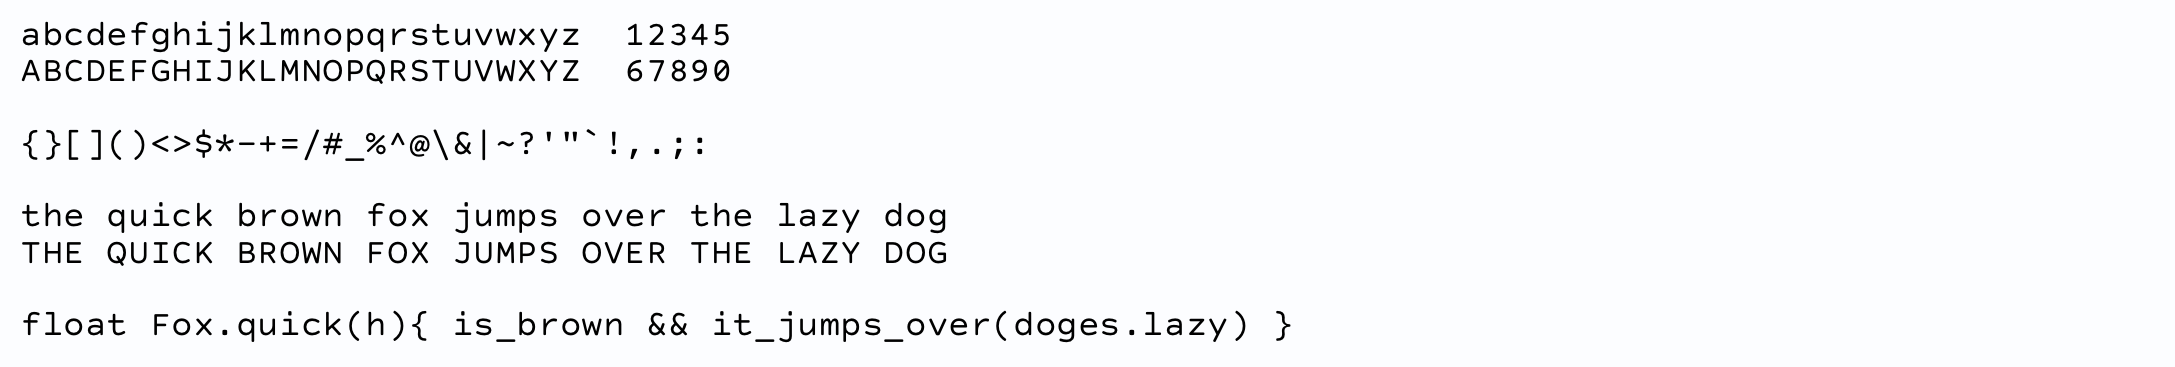 abcdefghijklmnopqrstuvwxyz  12345
ABCDEFGHIJKLMNOPQRSTUVWXYZ  67890
{}[]()<>$*-+=/#_%^@\&|~?'"`!,.;:
the quick brown fox jumps over the lazy dog
THE QUICK BROWN FOX JUMPS OVER THE LAZY DOG
float Fox.quick(h){ is_brown && it_jumps_over(doges.lazy) }